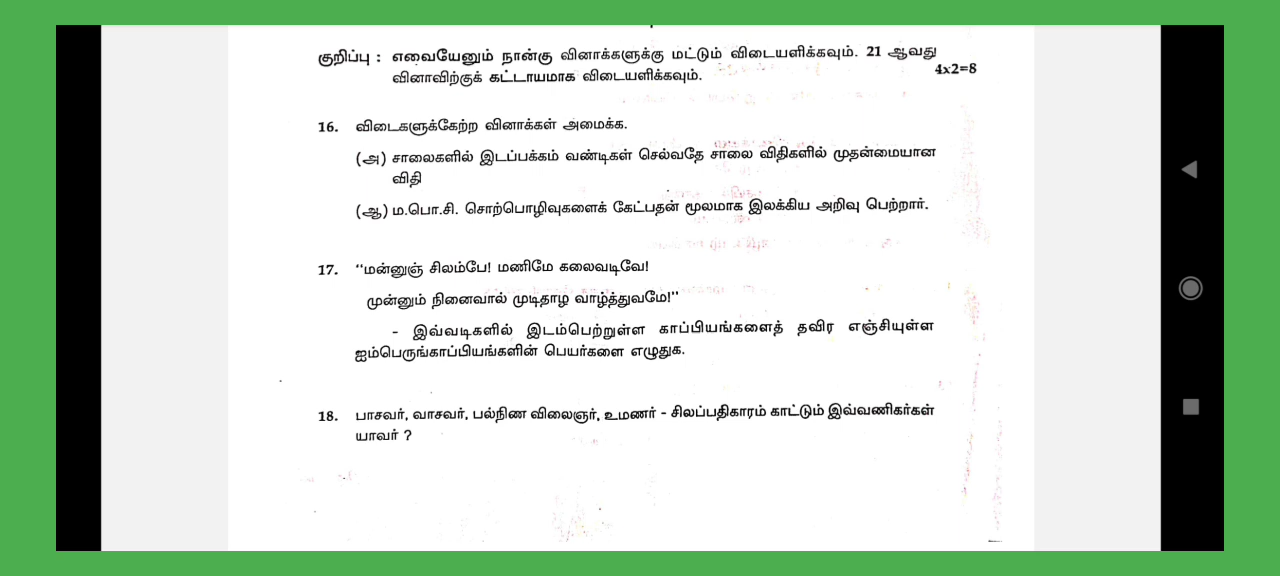 குறிப்பு : எவையேனும் நான்கு வினாக்களுக்கு மட்டும் விடையளிக்கவும். 21 ஆவது
வினாவிற்குக் கட்டாயமாக விடையளிக்கவும். 4x2=8
16. விடைகளுக்கேற்ற வினாக்கள் அமைக்க.
(அ) சாலைகளில் இடப்பக்கம் வண்டிகள் செல்வதே சாலை விதிகளில் முதன்மையான
விதி
(ஆ) ம.பொ.சி. சொற்பொழிவுகளைக் கேட்பதன் மூலமாக இலக்கிய அறிவு பெற்றார்.
17. "மன்னுஞ் சிலம்பே! மணிமே கலைவடிவே!
முன்னும் நினைவால் முடிதாழ வாழ்த்துவமே!"
- இவ்வடிகளில் இடம்பெற்றுள்ள காப்பியங்களைத் தவிர எஞ்சியுள்ள
ஐம்பெருங்காப்பியங்களின் பெயர்களை எழுதுக.
18. பாசவர், வாசவர், பல்நிண விலைஞர், உமணர் - சிலப்பதிகாரம் காட்டும் இவ்வணிகர்கள்
யாவர் ?